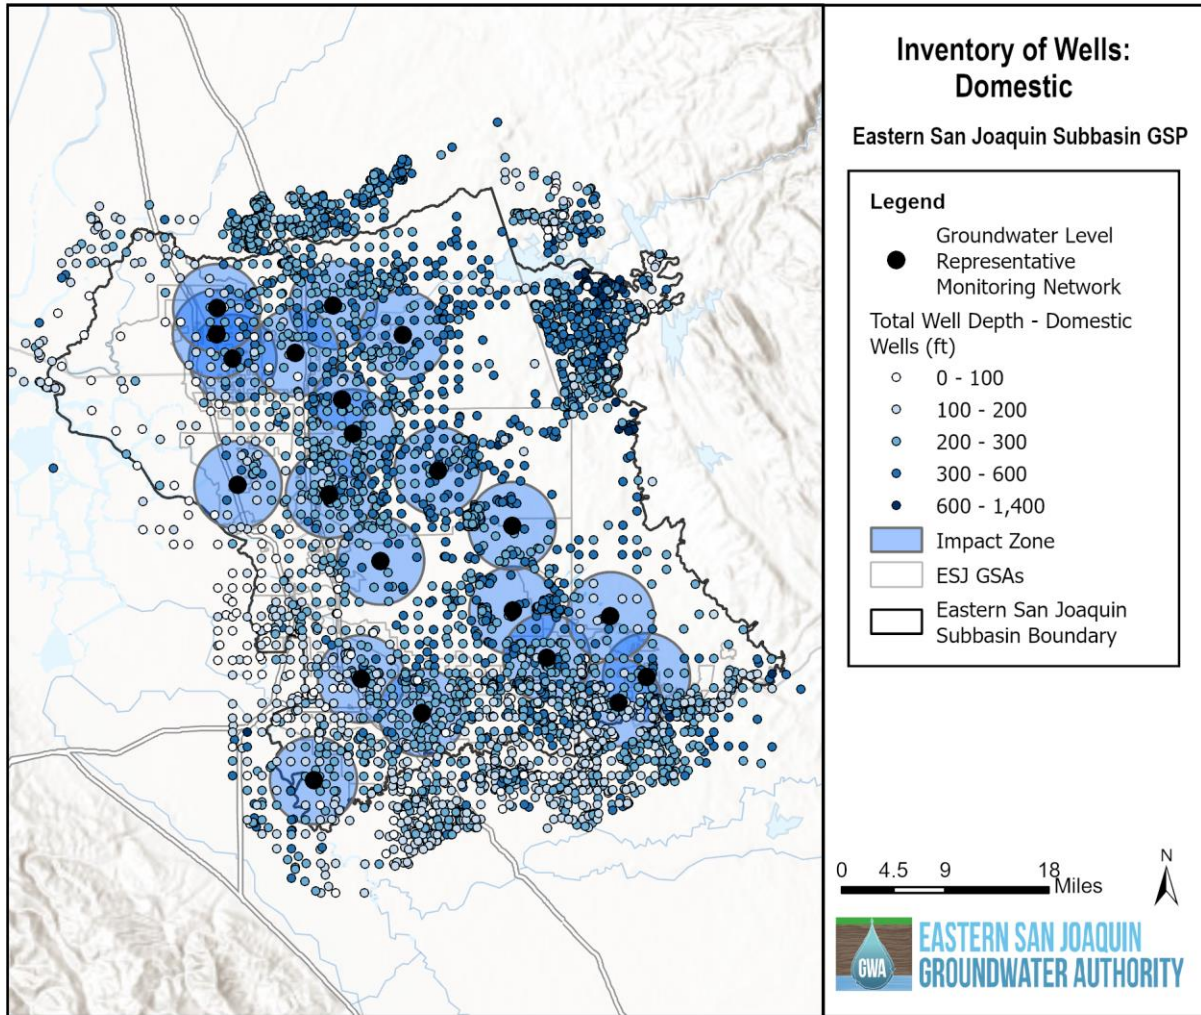 Inventory of Wells:
Domestic
Eastern San Joaquin Subbasin GSP
Legend
Groundwater Level
Representative
Monitoring Network
Total Well Depth - Domestic
Wells (ft)
0 - 100
100 - 200
200 - 300
300 - 600
600 - 1,400
Impact Zone
ESJ GSAs
Eastern San Joaquin
Subbasin Boundary
0 4.5 9 18
Miles
N
GWA
EASTERN SAN JOAQUIN
GROUNDWATER AUTHORITY